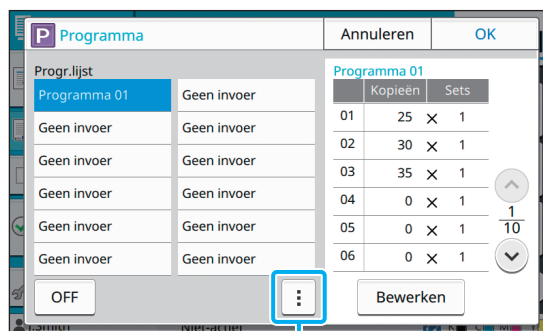 P Programma
Annuleren
OK
Progr.lijst
Programma 01 Geen invoer
Geen invoer Geen invoer
Geen invoer Geen invoer
Geen invoer Geen invoer
Geen invoer Geen invoer
Geen invoer Geen invoer
OFF
Programma 01
Kopieën Sets
01 25 × 1
02 30 × 1
03 35 × 1
04 0 × 1
05 0 × 1
06 0 × 1
1
10
Bewerken
J.Smith Niet-actief